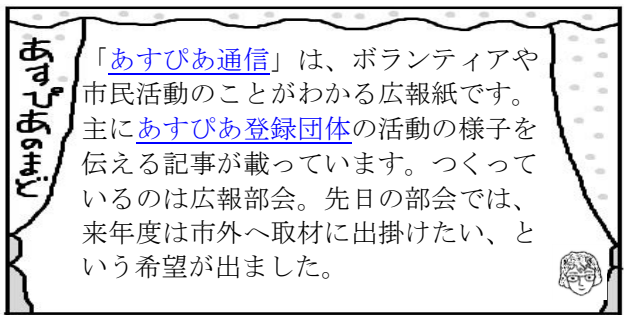 あすぴあのまど
「あすぴあ通信」は、ボランティアや
市民活動のことがわかる広報紙です。
主にあすぴあ登録団体の活動の様子を
伝える記事が載っています。つくって
いるのは広報部会。先日の部会では、
来年度は市外へ取材に出掛けたい、と
いう希望が出ました。